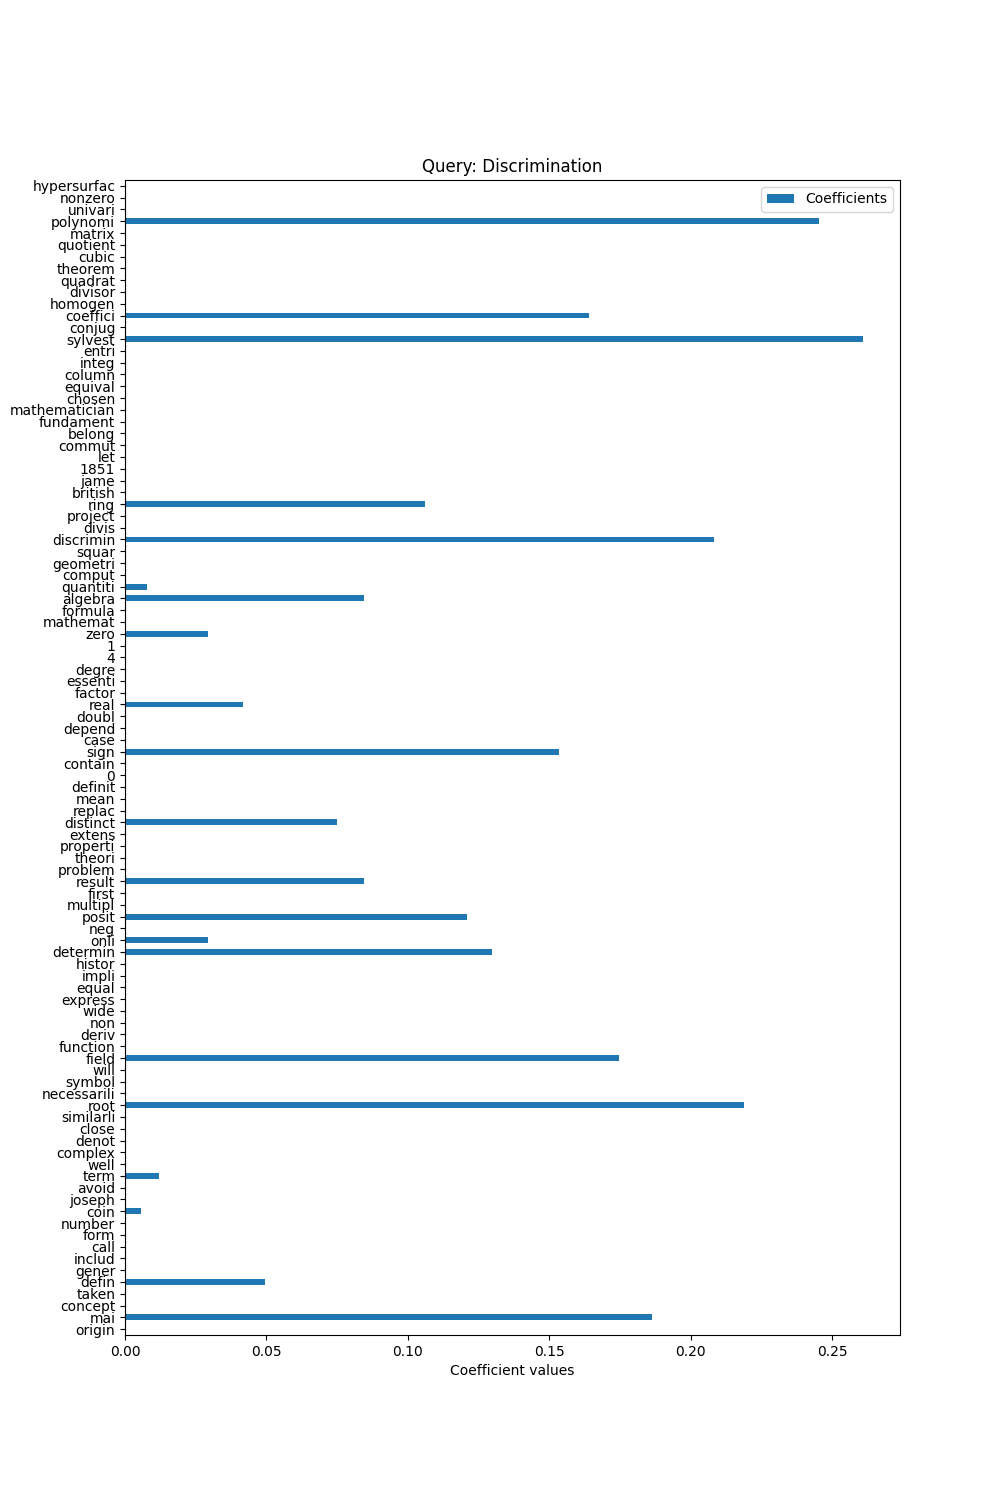 Query: Discrimination
Coefficients
hypersurfac
nonzero
univari
polynomi
matrix
quotient
cubic
theorem
quadrat
divisor
homogen
coeffici
conjug
sylvest
entri
integ
column
equival
chosen
mathematician
fundament
belong
commut
let
1851
jame
british
ring
project
divis
discrimin
squar
geometri
comput
quantiti
algebra
formula
mathemat
zero
1
4
degre
essenti
factor
real
doubl
depend
case
sign
contain
0
definit
mean
replac
distinct
extens
properti
theori
problem
result
first
multipl
posit
neg
onli
determin
histor
impli
equal
express
wide
non
deriv
function
field
will
symbol
necessarili
root
similarli
close
denot
complex
well
term
avoid
joseph
coin
number
form
call
includ
gener
defin
taken
concept
mai
origin
0.00 0.05 0.10 0.15 0.20 0.25
Coefficient values